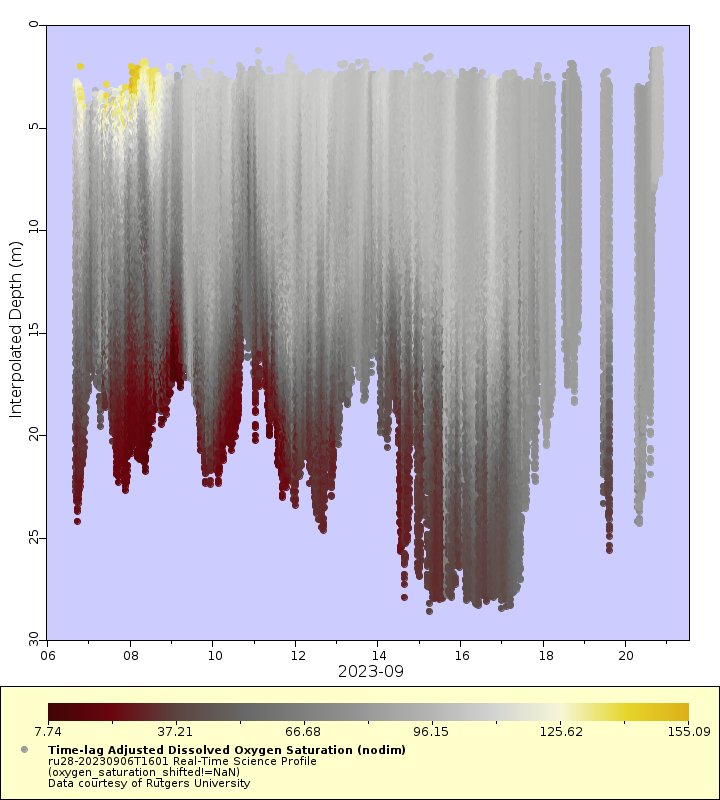 0
5
10
15
20
25
30
Interpolated Depth (m)
06 08 10 12 14 16 18 20
2023-09
7.74 37.21 66.68 96.15 125.62 155.09
Time-lag Adjusted Dissolved Oxygen Saturation (nodim)
ru28-20230906T1601 Real-Time Science Profile
(oxygen_saturation_shifted!=NaN)
Data courtesy of Rutgers University